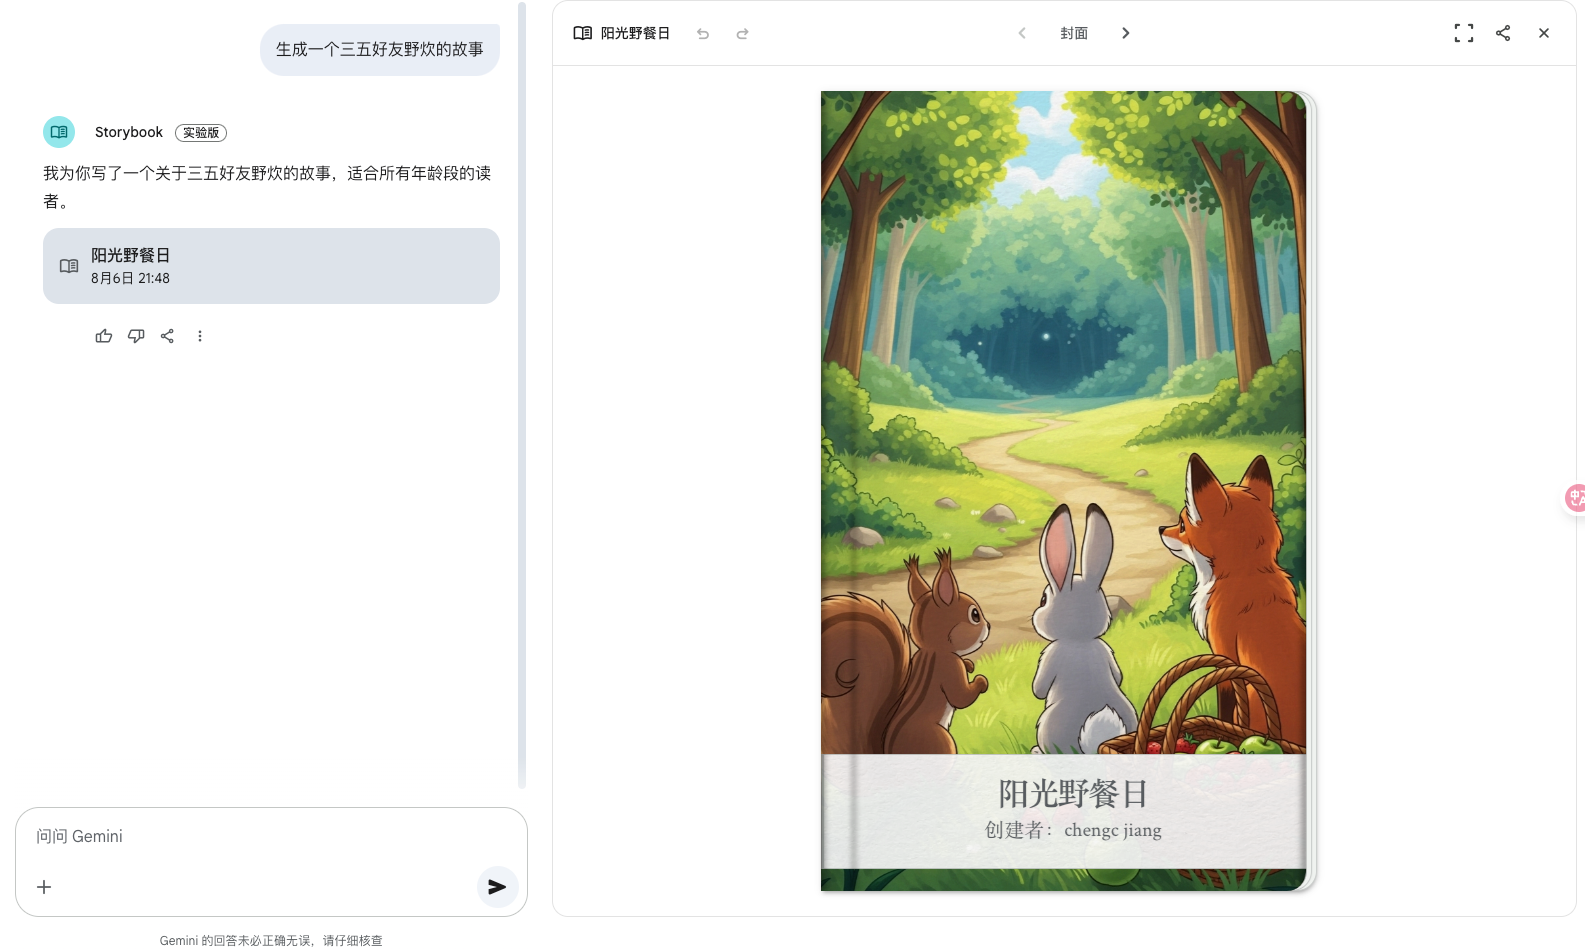 生成一个三五好友野炊的故事
Storybook 实验版
我为你写了一个关于三五好友野炊的故事，适合所有年龄段的读
者。
阳光野餐日
8月6日 21:48
问问 Gemini
Gemini 的回答未必正确无误，请仔细核查
阳光野餐日
封面
阳光野餐日
创建者：chengc jiang
中
A